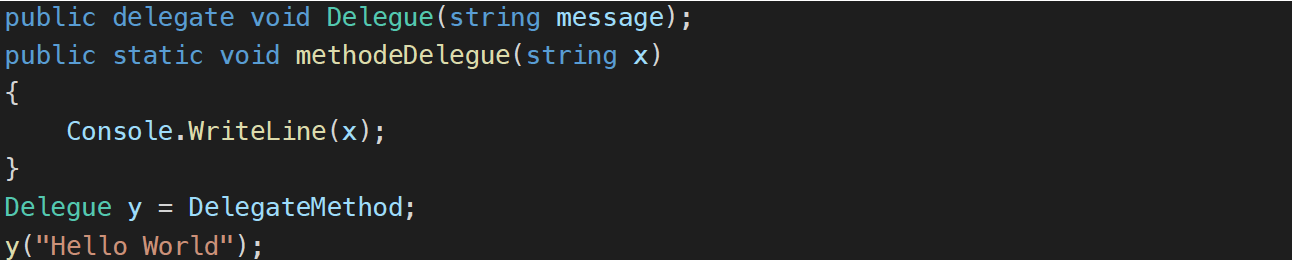 public delegate void Delegue(string message);
public static void methodeDelegue(string x)
{
    Console.WriteLine(x);
}
Delegue y = DelegateMethod;
y("Hello World");